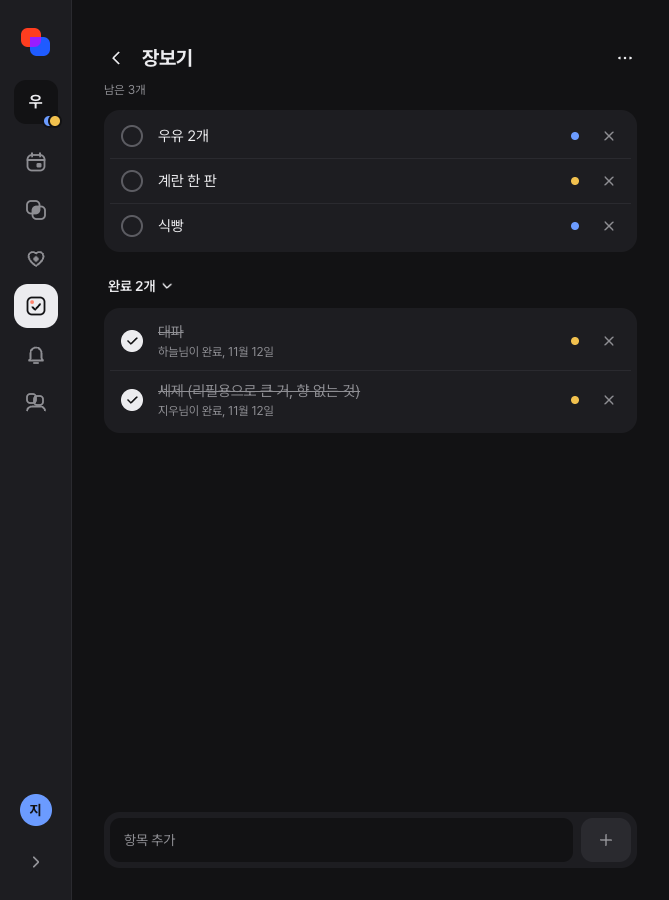 우
장보기
남은 3개
우유 2개
계란 한 판
식빵
완료 2개
대파
하늘님이 완료, 11월 12일
세제 (리필용으로 큰 거, 향 없는 것)
지우님이 완료, 11월 12일
지
항목 추가